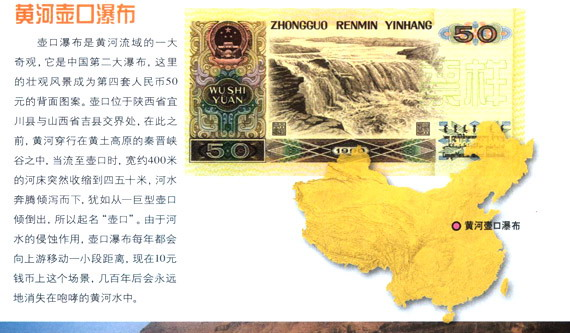 黄河壶口瀑布
壶口瀑布是黄河流域的一大
奇观，它是中国第二大瀑布，这里
的壮观风景成为第四套人民币50
元的背面图案。壶口位于陕西省宜
川县与山西省吉县交界处，在此之
前，黄河穿行在黄土高原的秦晋峡
谷之中，当流至壶口时，宽约400米
的河床突然收缩到四五十米，河水
奔腾倾泻而下，犹如从一巨型壶口
倾倒出，所以起名“壶口”。由于河
水的侵蚀作用，壶口瀑布每年都会
向上游移动一小段距离，现在10元
钱币上这个场景，几百年后会永远
地消失在咆哮的黄河水中。
ZHONGGUO RENMIN YINHANG
50
WU SHI
YUAN
50
黄河壶口瀑布